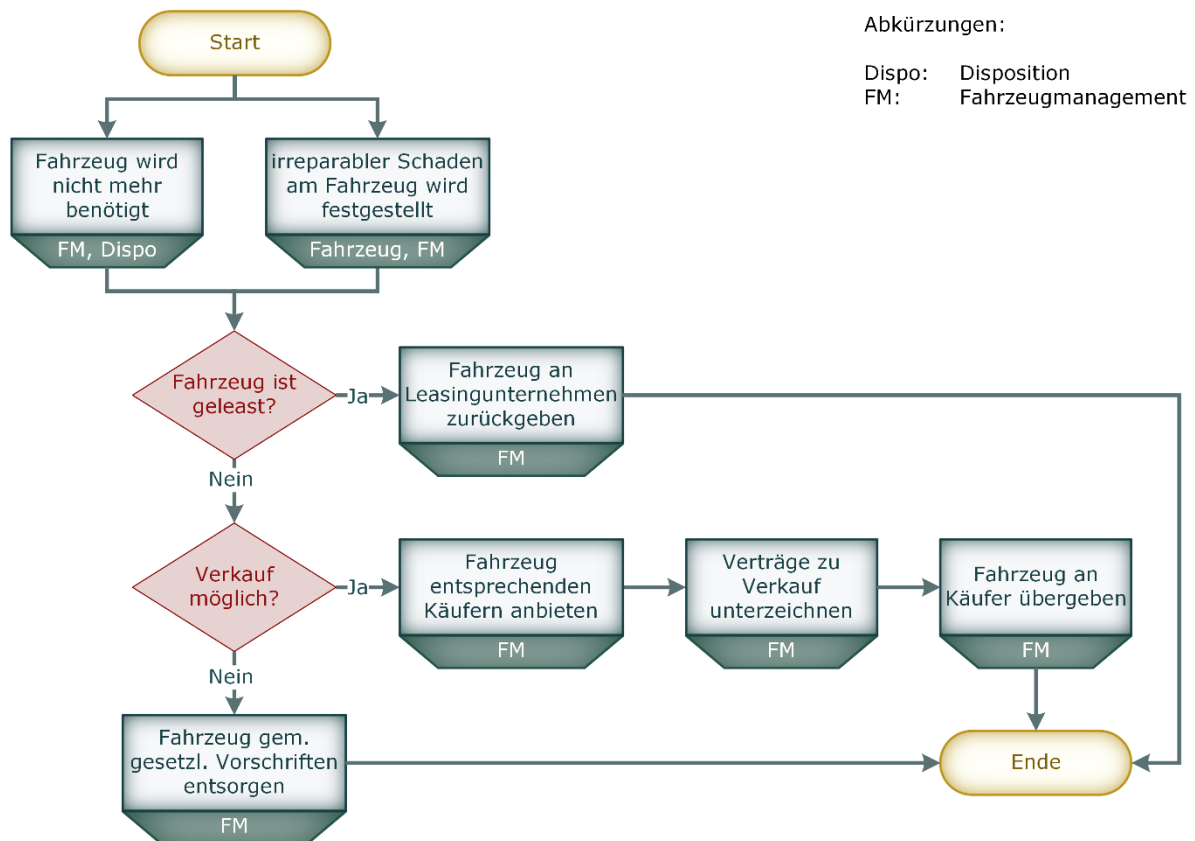 Abkürzungen:
Dispo: Disposition
FM: Fahrzeugmanagement
Start
Fahrzeug wird
nicht mehr
benötigt
FM, Dispo
irreparabler Schaden
am Fahrzeug wird
festgestellt
Fahrzeug, FM
Fahrzeug ist
geleast?
Ja
Fahrzeug an
Leasingunternehmen
zurückgeben
FM
Nein
Verkauf
möglich?
Ja
Fahrzeug
entsprechenden
Käufern anbieten
FM
Verträge zu
Verkauf
unterzeichnen
FM
Fahrzeug an
Käufer übergeben
FM
Nein
Fahrzeug gem.
gesetzl. Vorschriften
entsorgen
FM
Ende